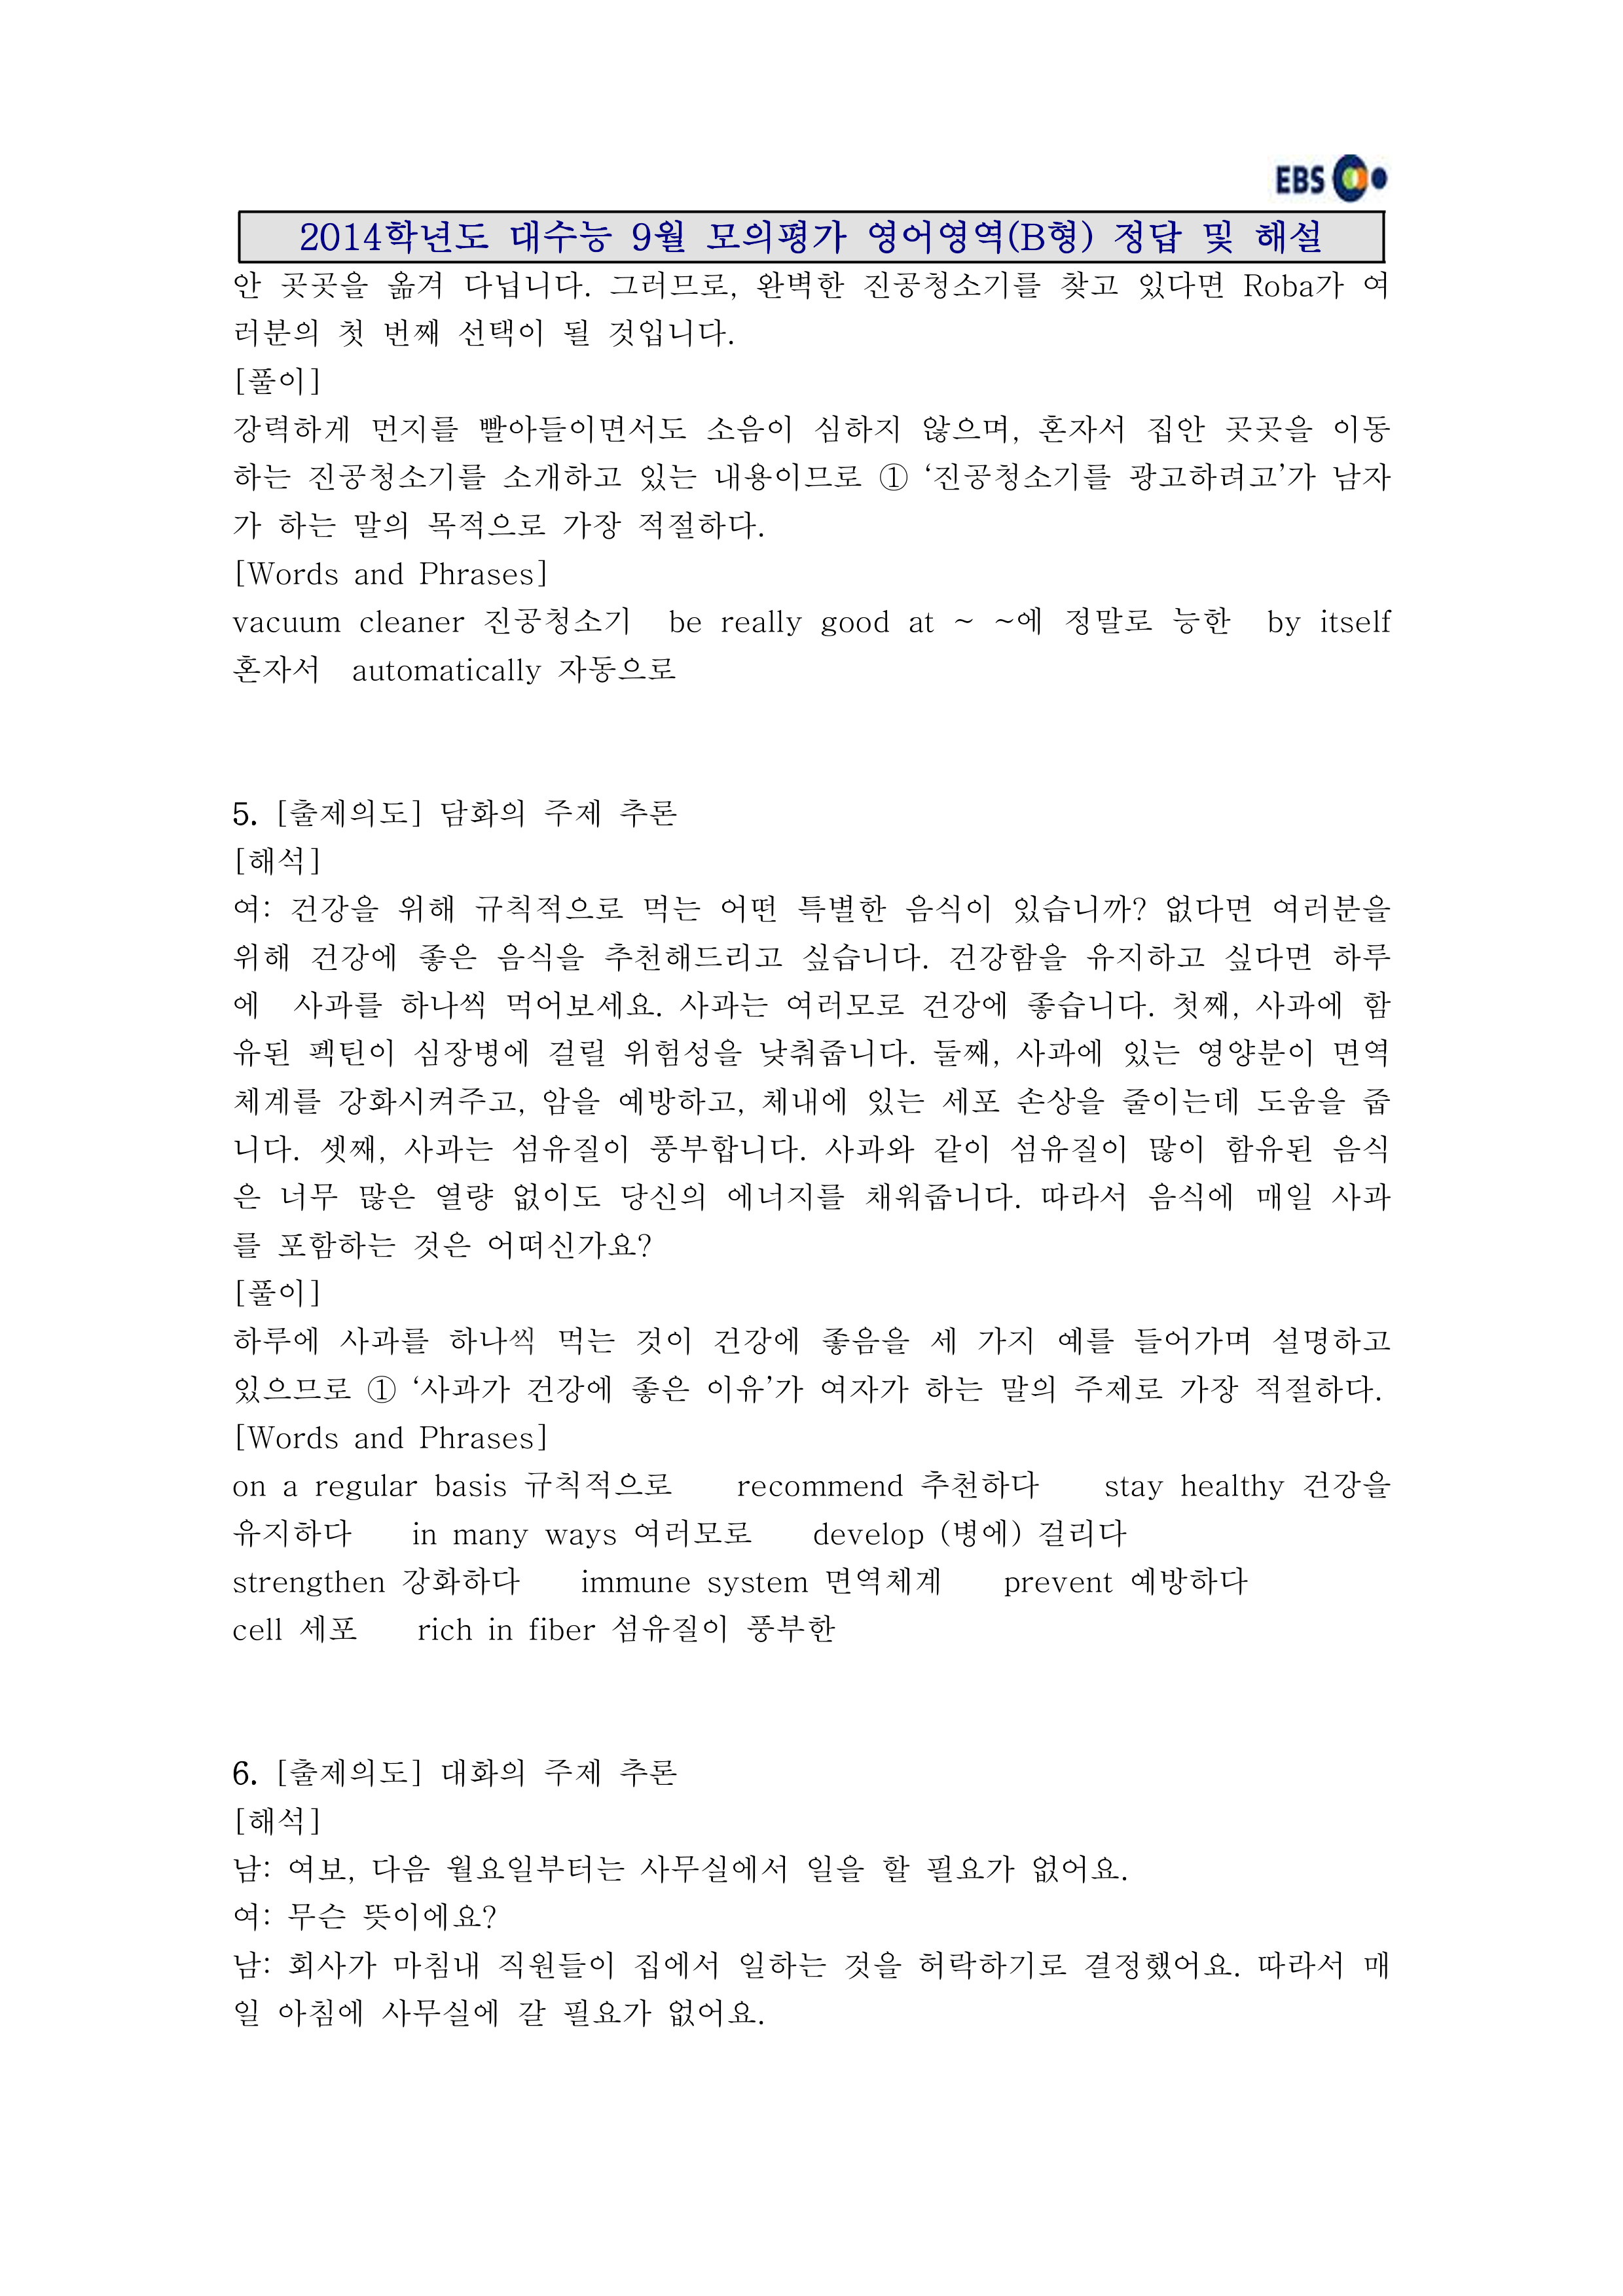 EBS
2014학년도 대수능 9월 모의평가 영어영역(B형) 정답 및 해설
안 곳곳을 옮겨 다닙니다. 그러므로, 완벽한 진공청소기를 찾고 있다면 Roba가 여
러분의 첫 번째 선택이 될 것입니다.
[풀이]
강력하게 먼지를 빨아들이면서도 소음이 심하지 않으며, 혼자서 집안 곳곳을 이동
하는 진공청소기를 소개하고 있는 내용이므로 ① ‘진공청소기를 광고하려고’가 남자
가 하는 말의 목적으로 가장 적절하다.
[Words and Phrases]
vacuum cleaner 진공청소기 be really good at ~ ~에 정말로 능한 by itself
혼자서 automatically 자동으로
5. [출제의도] 담화의 주제 추론
[해석]
여: 건강을 위해 규칙적으로 먹는 어떤 특별한 음식이 있습니까? 없다면 여러분을
위해 건강에 좋은 음식을 추천해드리고 싶습니다. 건강함을 유지하고 싶다면 하루
에 사과를 하나씩 먹어보세요. 사과는 여러모로 건강에 좋습니다. 첫째, 사과에 함
유된 펙틴이 심장병에 걸릴 위험성을 낮춰줍니다. 둘째, 사과에 있는 영양분이 면역
체계를 강화시켜주고, 암을 예방하고, 체내에 있는 세포 손상을 줄이는데 도움을 줍
니다. 셋째, 사과는 섬유질이 풍부합니다. 사과와 같이 섬유질이 많이 함유된 음식
은 너무 많은 열량 없이도 당신의 에너지를 채워줍니다. 따라서 음식에 매일 사과
를 포함하는 것은 어떠신가요?
[풀이]
하루에 사과를 하나씩 먹는 것이 건강에 좋음을 세 가지 예를 들어가며 설명하고
있으므로 ① ‘사과가 건강에 좋은 이유’가 여자가 하는 말의 주제로 가장 적절하다.
[Words and Phrases]
on a regular basis 규칙적으로 recommend 추천하다 stay healthy 건강을
유지하다 in many ways 여러모로 develop (병에) 걸리다
strengthen 강화하다 immune system 면역체계 prevent 예방하다
cell 세포 rich in fiber 섬유질이 풍부한
6. [출제의도] 대화의 주제 추론
[해석]
남: 여보, 다음 월요일부터는 사무실에서 일을 할 필요가 없어요.
여: 무슨 뜻이에요?
남: 회사가 마침내 직원들이 집에서 일하는 것을 허락하기로 결정했어요. 따라서 매
일 아침에 사무실에 갈 필요가 없어요.